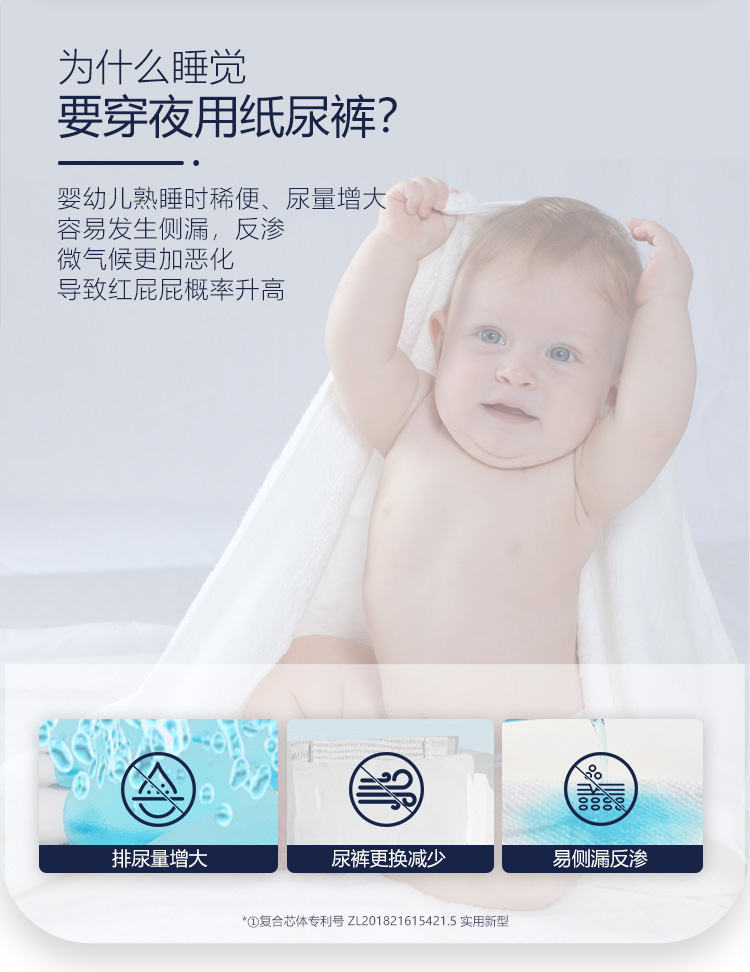 为什么睡觉
要穿夜用纸尿裤?
婴幼儿熟睡时稀便、尿量增大
容易发生侧漏，反渗
微气候更加恶化
导致红屁屁概率升高
排尿量增大
尿裤更换减少
易侧漏反渗
*①复合芯体专利号 ZL201821615421.5 实用新型